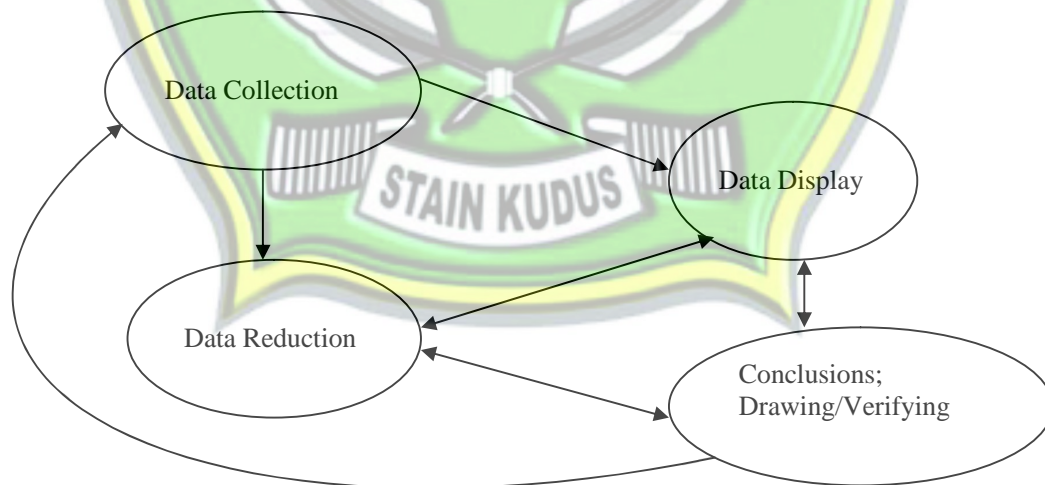 Data Collection
Data Display
STAIN KUDUS
Data Reduction
Conclusions;
Drawing/Verifying